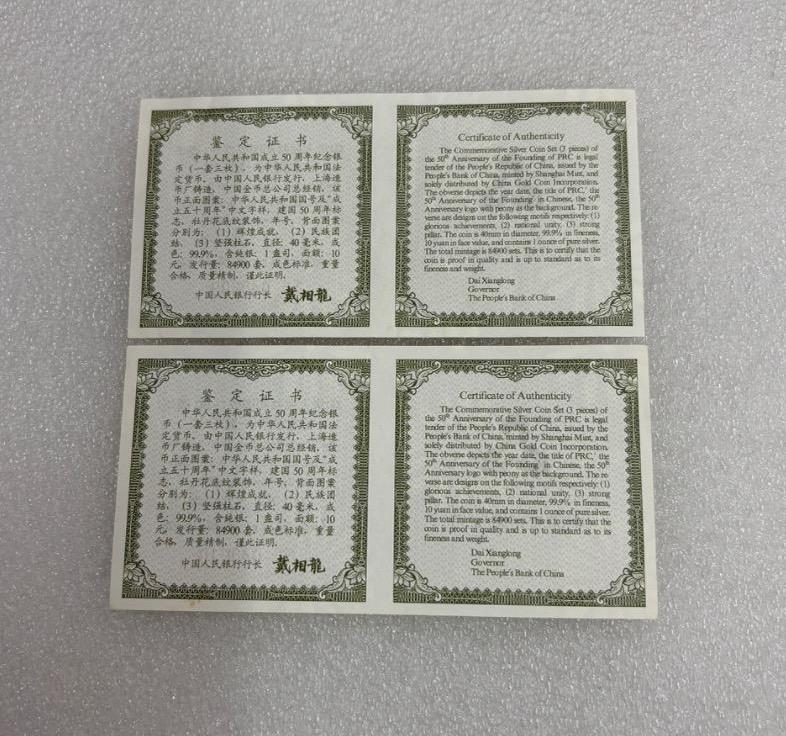 鉴定证书
中华人民共和国成立50周年纪念银
币（一套三枚），为中华人民共和国法
定货币，由中国人民银行发行，上海造
币厂铸造，中国金币总公司总经销，该
币正面图案：中华人民共和国国号及“成
立五十周年”中文字样，建国50周年标
志，牡丹花底纹装饰，年号，背面图案
分别为：（1）辉煌成就，（2）民族团
结，（3）坚强柱石，直径：40毫米，成
色：99.9%，含纯银：1盎司，面额：10
元，发行量：84900套，成色标准，重量
合格，质量精制，谨此证明。
中国人民银行行长 戴相龍
Certificate of Authenticity
The Commemorative Silver Coin Set (3 pieces) of
the 50th Anniversary of the Founding of PRC is legal
tender of the People's Republic of China, issued by the
People's Bank of China, minted by Shanghai Mint, and
solely distributed by China Gold Coin Incorporation.
The obverse depicts the year date, the title of PRC,'the
50th Anniversary of the Founding' in Chinese, the 50th
Anniversary logo with peony as the background. The re
verse are designs on the following motifs respectively: (1)
glorious achievements, (2) national unity, (3) strong
pillar. The coin is 40mm in diameter, 99.9% in fineness,
10 yuan in face value, and contains 1 ounce of pure silver.
The total mintage is 84900 sets. This is to certify that the
coin is proof in quality and is up to standard as to its
fineness and weight.
Dai Xianglong
Governor
The People's Bank of China
鉴定证书
中华人民共和国成立50周年纪念银
币（一套三枚），为中华人民共和国法
定货币，由中国人民银行发行，上海造
币厂铸造，中国金币总公司总经销，该
币正面图案：中华人民共和国国号及“成
立五十周年”中文字样，建国50周年标
志，牡丹花底纹装饰，年号，背面图案
分别为：（1）辉煌成就，（2）民族团
结，（3）坚强柱石，直径：40毫米，成
色：99.9%，含纯银：1盎司，面额：10
元，发行量：84900套，成色标准，重量
合格，质量精制，谨此证明。
中国人民银行行长 戴相龍
Certificate of Authenticity
The Commemorative Silver Coin Set (3 pieces) of
the 50th Anniversary of the Founding of PRC is legal
tender of the People's Republic of China, issued by the
People's Bank of China, minted by Shanghai Mint, and
solely distributed by China Gold Coin Incorporation.
The obverse depicts the year date, the title of PRC,'the
50th Anniversary of the Founding' in Chinese, the 50th
Anniversary logo with peony as the background. The re
verse are designs on the following motifs respectively: (1)
glorious achievements, (2) national unity, (3) strong
pillar. The coin is 40mm in diameter, 99.9% in fineness,
10 yuan in face value, and contains 1 ounce of pure silver.
The total mintage is 84900 sets. This is to certify that the
coin is proof in quality and is up to standard as to its
fineness and weight.
Dai Xianglong
Governor
The People's Bank of China